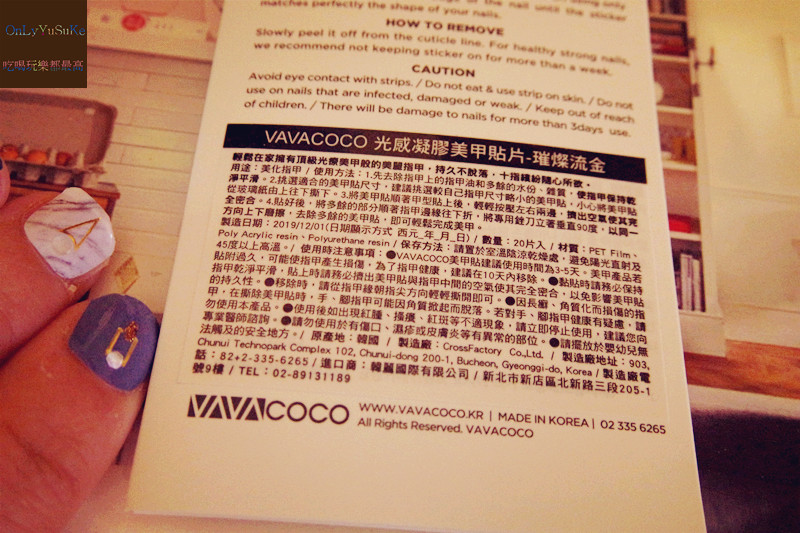 OnLyYuSuKe
吃喝玩樂都最高
matches perfectly the shape of your nails.
of the nail until the sticker
HOW TO REMOVE
Slowly peel it off from the cuticle line. For healthy strong nails,
we recommend not keeping sticker on for more than a week.
CAUTION
Avoid eye contact with strips. / Do not eat & use strip on skin. / Do not
use on nails that are infected, damaged or weak. / Keep out of reach
of children. / There will be damage to nails for more than 3days use.
VAVACOCO 光感凝膠美甲貼片-璀燦流金
輕鬆在家擁有頂級光療美甲般的美麗指甲，持久不脫落，十指繽紛隨心所欲。
用途：美化指甲 / 使用方法：1.先去除指甲上的指甲油和多餘的水份、雜質，使指甲保持乾
淨平滑。2.挑選適合的美甲貼尺寸，建議挑選較自己指甲尺寸略小的美甲貼，小心將美甲貼
從玻璃紙由上往下撕下。3.將美甲貼順著甲型貼上後，輕輕按壓左右兩邊，擠出空氣使其完
全密合。4.貼好後，將多餘的部分順著指甲邊緣往下折，將專用銼刀立著垂直90度，以同一
方向上下磨擦，去除多餘的美甲貼，即可輕鬆完成美甲。
製造日期：2019/12/01(日期顯示方式 西元_年_月_日) / 數量：20片入 / 材質：PET Film、
Poly Acrylic resin、Polyurethane resin / 保存方法：請置於室溫陰涼乾燥處，避免陽光直射及
45度以上高溫。/ 使用時注意事項：●VAVACOCO美甲貼建議使用時間為3-5天。美甲產品若
貼附過久，可能使指甲產生損傷，為了指甲健康，建議在10天內移除。●黏貼時請務必保持
指甲乾淨平滑，貼上時請務必擠出美甲貼與指甲中間的空氣使其完全密合，以免影響美甲貼
的持久性。●移除時，請從指甲緣朝指尖方向輕輕撕開即可。●因長癬、角質化而損傷的指
甲，在撕除美甲貼時，手、腳指甲可能因角質掀起而脫落。若對手、腳指甲健康有疑慮，請
勿使用本產品。●使用後如出現紅腫、搔癢、紅斑等不適現象，請立即停止使用，建議您向
專業醫師諮詢。●請勿使用於有傷口、濕疹或皮膚炎等有異常的部位。●請擺放於嬰幼兒無
法觸及的安全地方。/ 原產地：韓國 / 製造廠：CrossFactory Co.,Ltd. / 製造廠地址：903,
Chunui Technopark Complex 102, Chunui-dong 200-1, Bucheon, Gyeonggi-do, Korea / 製造廠電
話：82+2-335-6265 / 進口商：韓麗國際有限公司 / 新北市新店區北新路三段205-1
號9樓 / TEL：02-89131189
VAVACOCO WWW.VAVACOCO.KR | MADE IN KOREA | 02 335 6265
All Rights Reserved. VAVACOCO